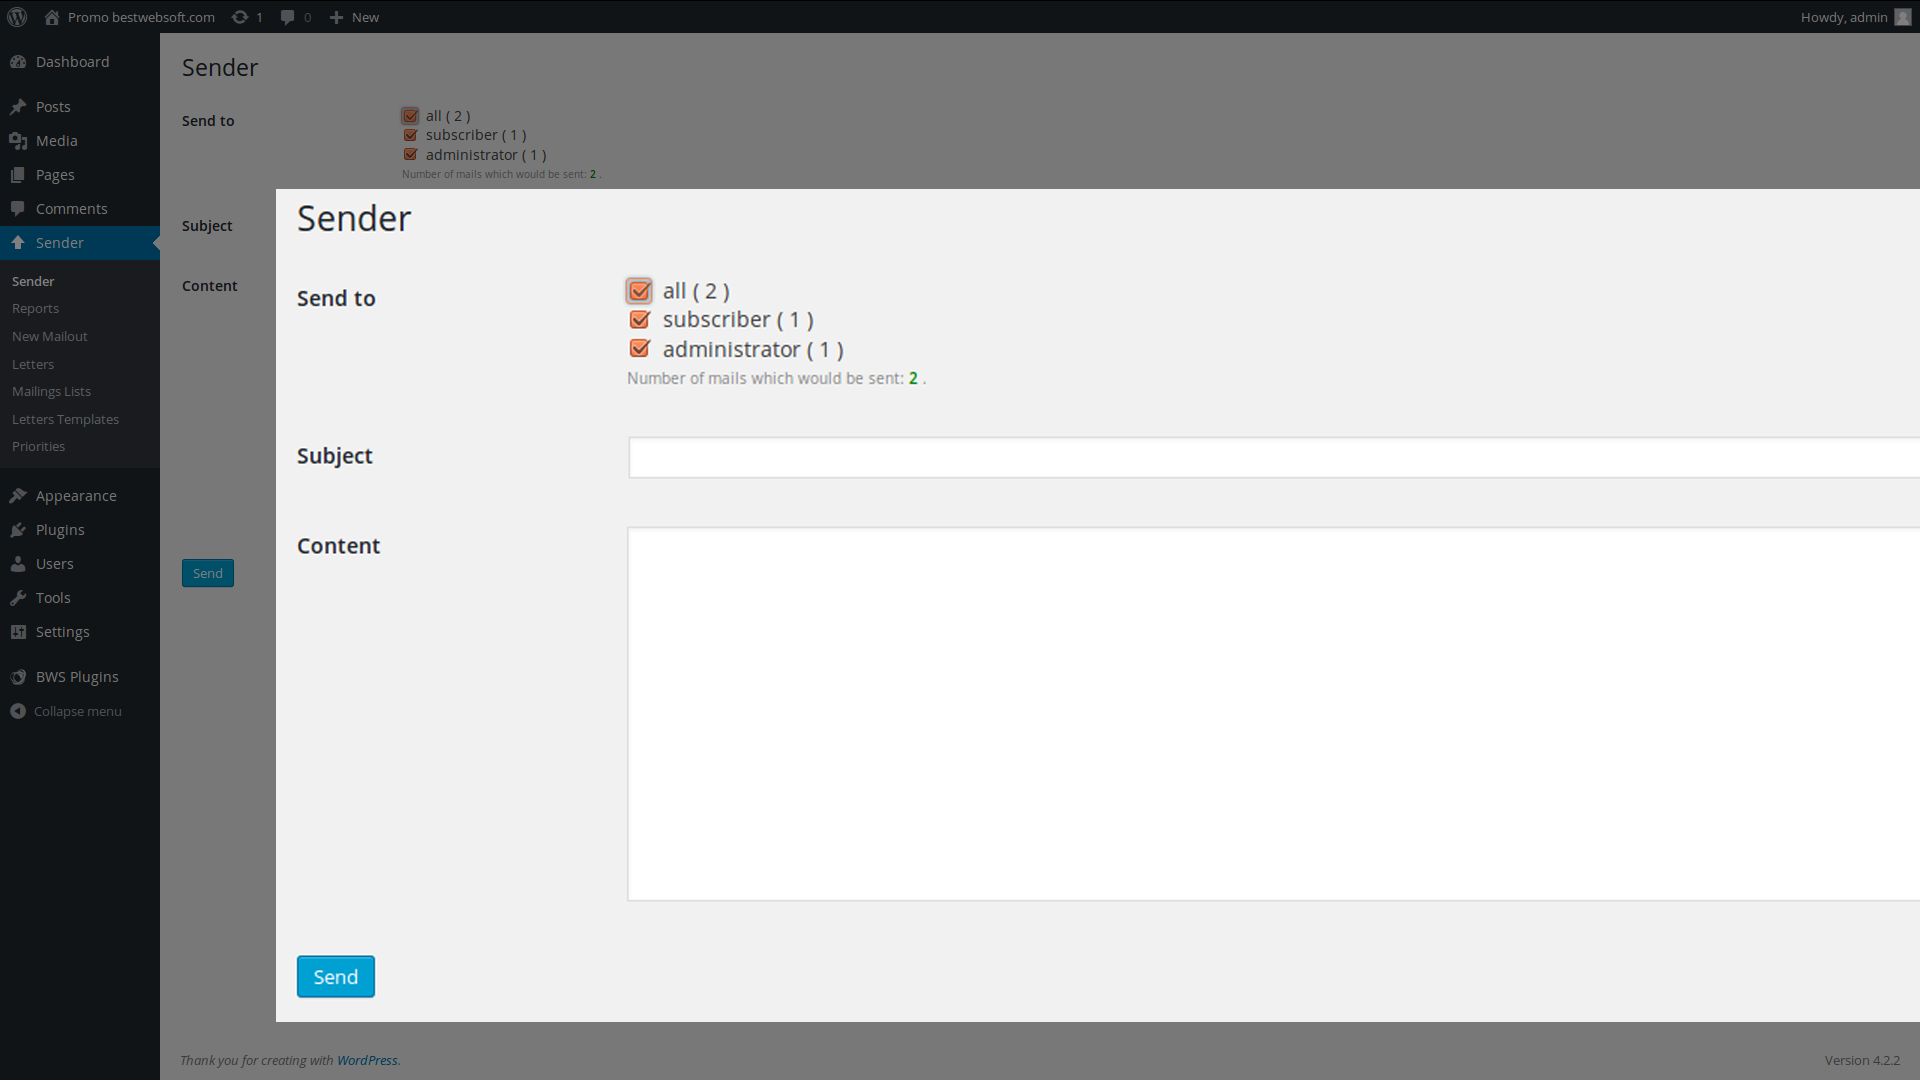 Promo bestwebsoft.com 1 0 New Howdy, admin
Dashboard
Posts
Media
Pages
Comments
Sender
Sender
Reports
New Mailout
Letters
Mailings Lists
Letters Templates
Priorities
Appearance
Plugins
Users
Tools
Settings
BWS Plugins
Collapse menu
Sender
Send to
all ( 2 )
subscriber ( 1 )
administrator ( 1 )
Number of mails which would be sent: 2 .
Subject
Content
Send
Sender
Send to
all ( 2 )
subscriber ( 1 )
administrator ( 1 )
Number of mails which would be sent: 2 .
Subject
Content
Send
Thank you for creating with WordPress.
Version 4.2.2